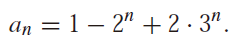 aₙ = 1 − 2ⁿ + 2 · 3ⁿ.